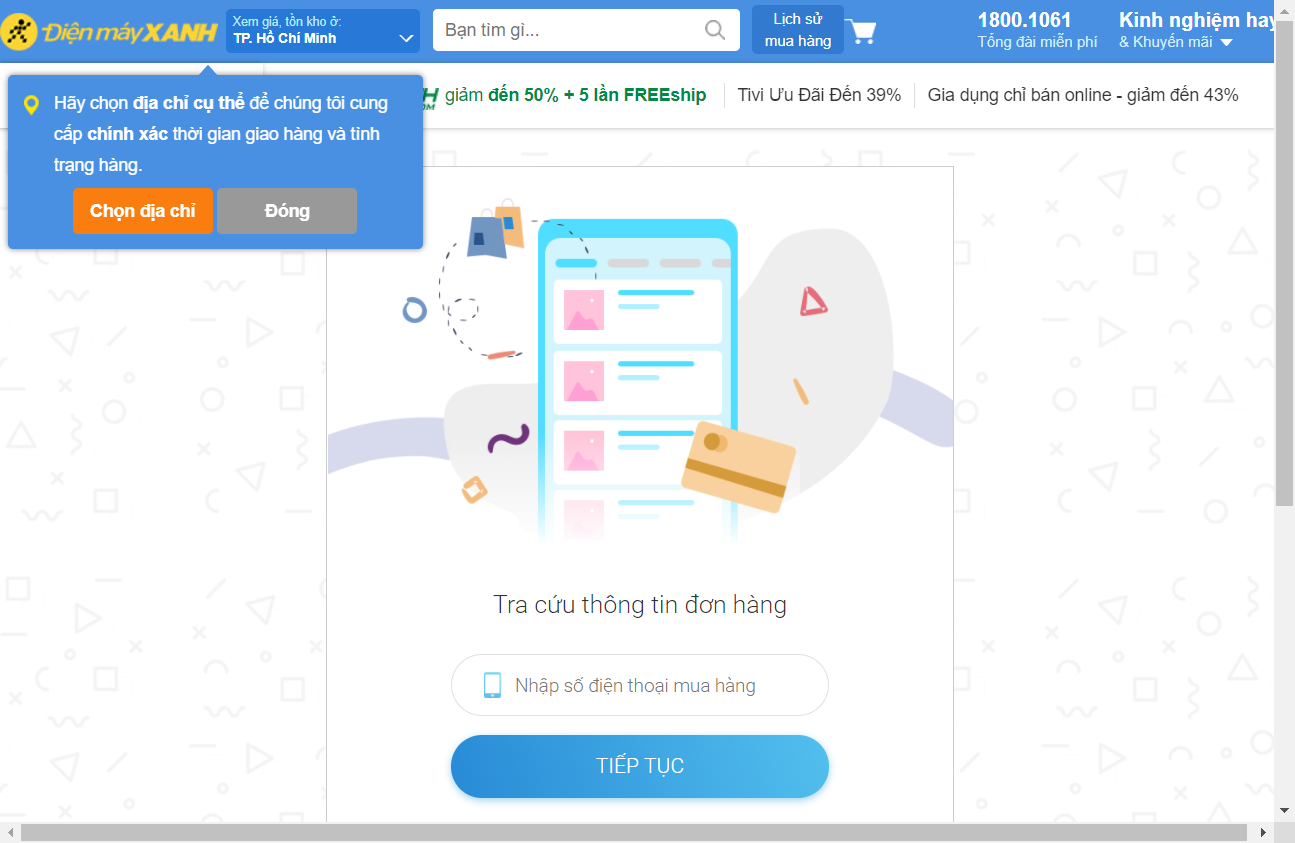 Điện máy XANH
Xem giá, tồn kho ở:
TP. Hồ Chí Minh
Bạn tìm gì...
Lịch sử
mua hàng
1800.1061
Tổng đài miễn phí
Kinh nghiệm hay
& Khuyến mãi
Hãy chọn địa chỉ cụ thể để chúng tôi cung
cấp chính xác thời gian giao hàng và tình
trạng hàng.
Chọn địa chỉ
Đóng
giảm đến 50% + 5 lần FREEship
Tivi Ưu Đãi Đến 39%
Gia dụng chỉ bán online - giảm đến 43%
Tra cứu thông tin đơn hàng
Nhập số điện thoại mua hàng
TIẾP TỤC